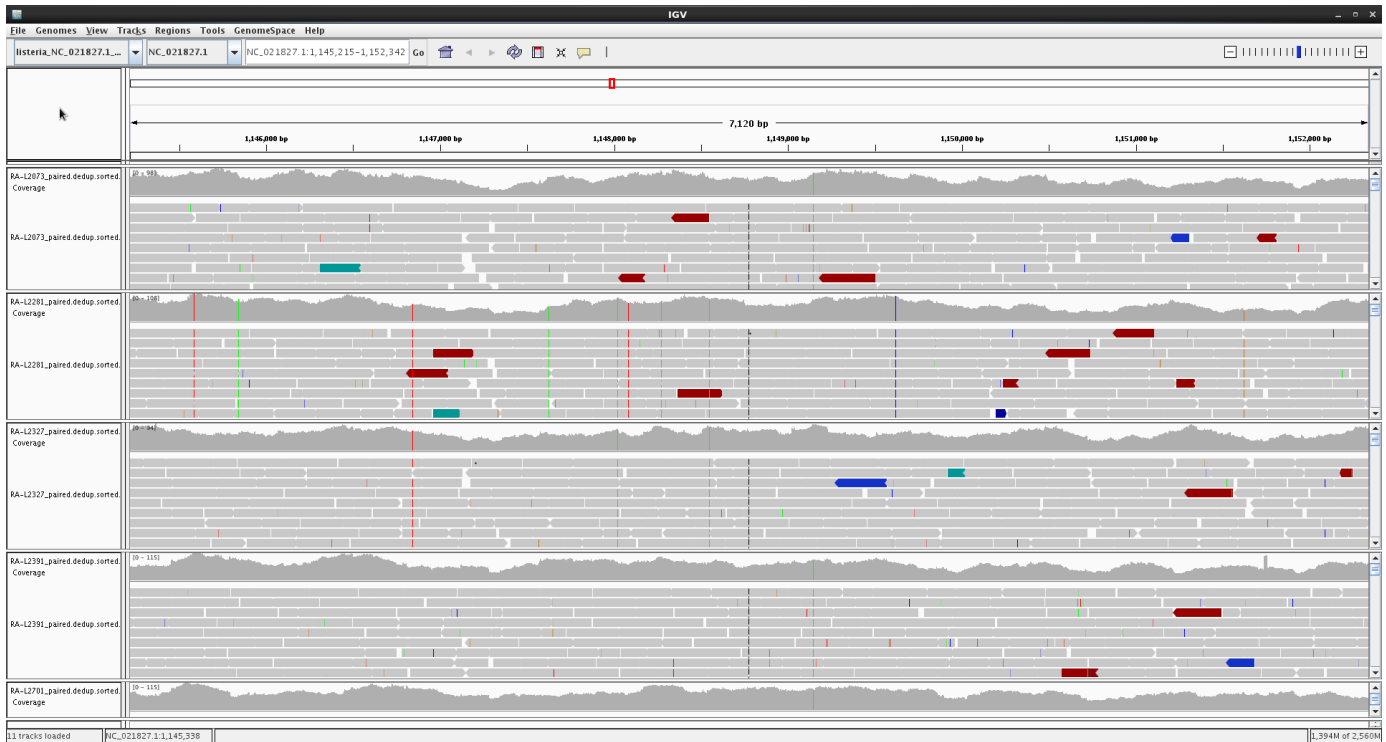 IGV
File Genomes View Tracks Regions Tools GenomeSpace Help
listeria_NC_021827.1_... NC_021827.1 NC_021827.1:1,145,215-1,152,342 Go
7,120 bp
1,146,000 bp 1,147,000 bp 1,148,000 bp 1,149,000 bp 1,150,000 bp 1,151,000 bp 1,152,000 bp
RA-L2073_paired.dedup.sorted. [0 - 98]
Coverage
RA-L2073_paired.dedup.sorted.
RA-L2281_paired.dedup.sorted. [0 - 108]
Coverage
RA-L2281_paired.dedup.sorted.
RA-L2327_paired.dedup.sorted. [0 - 94]
Coverage
RA-L2327_paired.dedup.sorted.
RA-L2391_paired.dedup.sorted. [0 - 115]
Coverage
RA-L2391_paired.dedup.sorted.
RA-L2701_paired.dedup.sorted. [0 - 115]
Coverage
11 tracks loaded NC_021827.1:1,145,338 1,394M of 2,560M